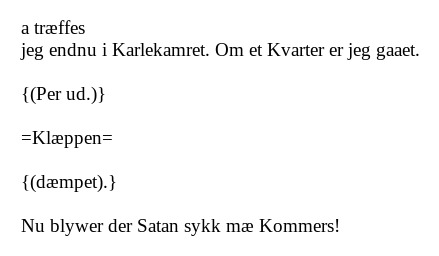 a træffes
jeg endnu i Karlekamret. Om et Kvarter er jeg gaaet.
{(Per ud.)}
=Klæppen=
{(dæmpet).}
Nu blywer der Satan sykk mæ Kommers!